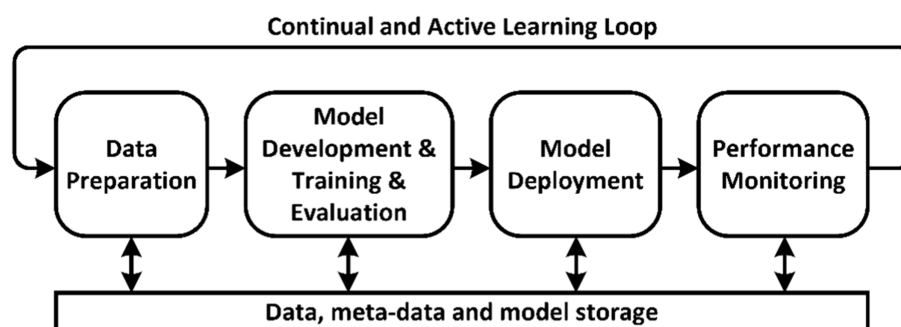 Continual and Active Learning Loop
Data
Preparation
Model
Development &
Training &
Evaluation
Model
Deployment
Performance
Monitoring
Data, meta-data and model storage